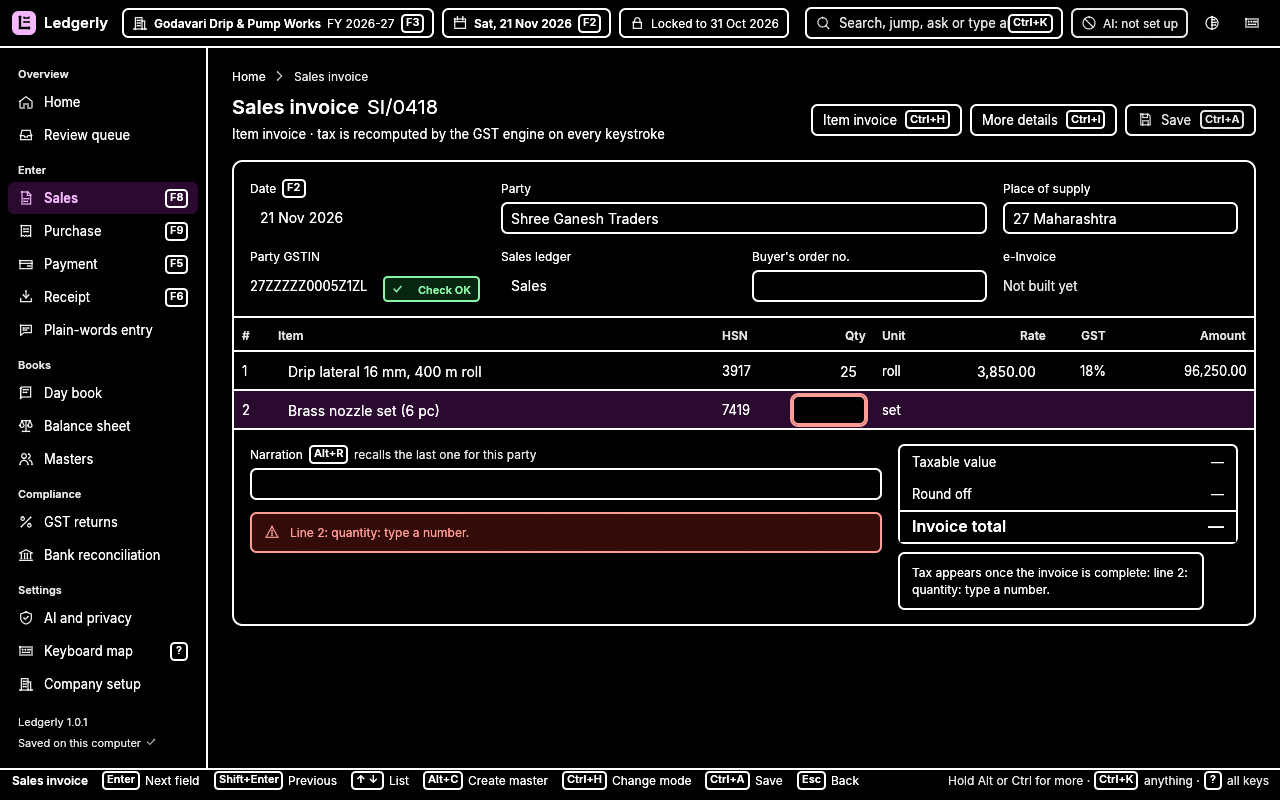 Ledgerly
Godavari Drip & Pump Works FY 2026-27 F3
Sat, 21 Nov 2026 F2
Locked to 31 Oct 2026
Search, jump, ask or type a Ctrl+K
AI: not set up
Overview
Home
Review queue
Enter
Sales F8
Purchase F9
Payment F5
Receipt F6
Plain-words entry
Books
Day book
Balance sheet
Masters
Compliance
GST returns
Bank reconciliation
Settings
AI and privacy
Keyboard map ?
Company setup
Ledgerly 1.0.1
Saved on this computer
Home Sales invoice
Sales invoice SI/0418
Item invoice · tax is recomputed by the GST engine on every keystroke
Item invoice Ctrl+H
More details Ctrl+I
Save Ctrl+A
Date F2 Party Place of supply
21 Nov 2026 Shree Ganesh Traders 27 Maharashtra
Party GSTIN Sales ledger Buyer's order no. e-Invoice
27ZZZZZ0005Z1ZL Check OK Sales Not built yet
# Item HSN Qty Unit Rate GST Amount
1 Drip lateral 16 mm, 400 m roll 3917 25 roll 3,850.00 18% 96,250.00
2 Brass nozzle set (6 pc) 7419 set
Narration Alt+R recalls the last one for this party
Line 2: quantity: type a number.
Taxable value —
Round off —
Invoice total —
Tax appears once the invoice is complete: line 2:
quantity: type a number.
Sales invoice Enter Next field Shift+Enter Previous ↑ ↓ List Alt+C Create master Ctrl+H Change mode Ctrl+A Save Esc Back Hold Alt or Ctrl for more · Ctrl+K anything · ? all keys